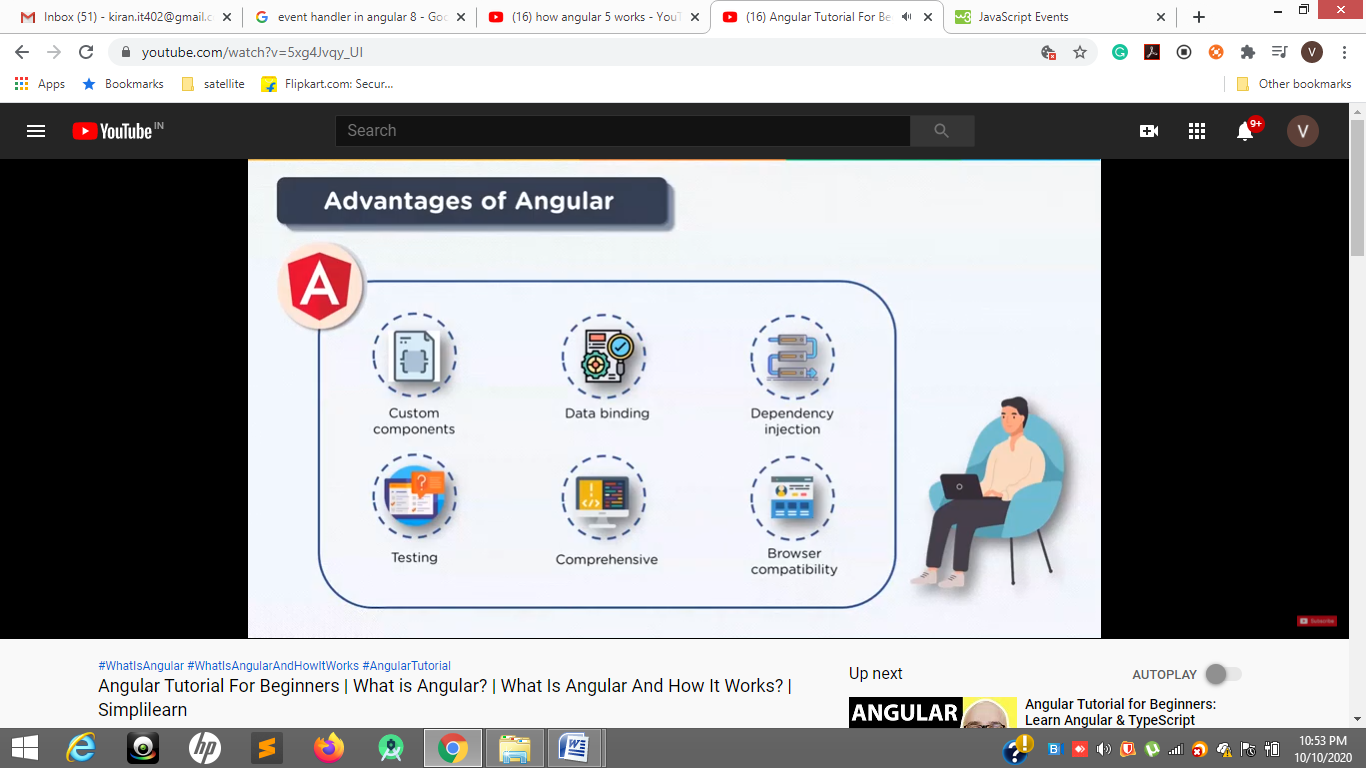 Inbox (51) - kiran.it402@gmail.c
event handler in angular 8 - Goo
(16) how angular 5 works - YouT
(16) Angular Tutorial For Be
JavaScript Events
youtube.com/watch?v=5xg4Jvqy_UI
Apps
Bookmarks
satellite
Flipkart.com: Secur...
Other bookmarks
YouTube IN
Search
9+
V
Advantages of Angular
A
Custom
components
Data binding
Dependency
injection
Testing
Comprehensive
Browser
compatibility
Subscribe
#WhatIsAngular #WhatIsAngularAndHowItWorks #AngularTutorial
Angular Tutorial For Beginners | What is Angular? | What Is Angular And How It Works? |
Simplilearn
Up next
AUTOPLAY
ANGULAR
Angular Tutorial for Beginners:
Learn Angular & TypeScript
10:53 PM
10/10/2020